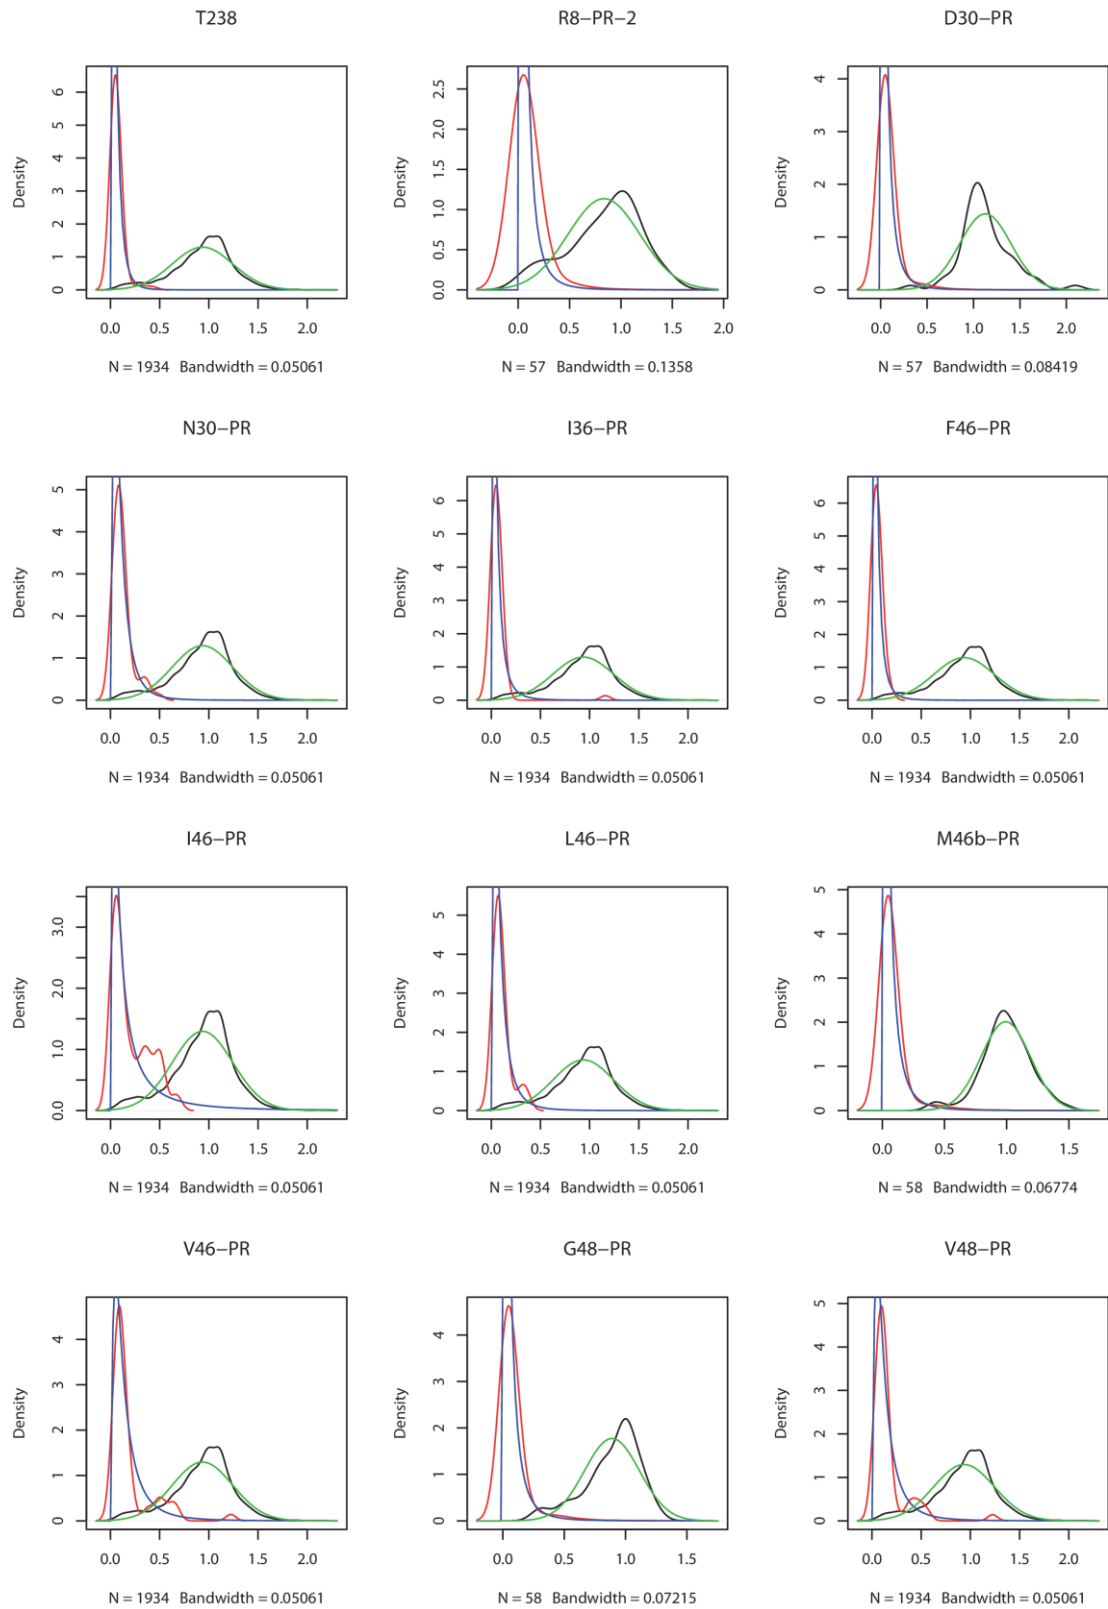 T238
R8−PR−2
D30−PR
Density
6
5
4
3
2
1
0
0.0 0.5 1.0 1.5 2.0
N = 1934 Bandwidth = 0.05061
Density
2.5
2.0
1.5
1.0
0.5
0.0
0.0 0.5 1.0 1.5 2.0
N = 57 Bandwidth = 0.1358
Density
4
3
2
1
0
0.0 0.5 1.0 1.5 2.0
N = 57 Bandwidth = 0.08419
N30−PR
I36−PR
F46−PR
Density
5
4
3
2
1
0
0.0 0.5 1.0 1.5 2.0
N = 1934 Bandwidth = 0.05061
Density
6
5
4
3
2
1
0
0.0 0.5 1.0 1.5 2.0
N = 1934 Bandwidth = 0.05061
Density
6
5
4
3
2
1
0
0.0 0.5 1.0 1.5 2.0
N = 1934 Bandwidth = 0.05061
I46−PR
L46−PR
M46b−PR
Density
3.0
2.0
1.0
0.0
0.0 0.5 1.0 1.5 2.0
N = 1934 Bandwidth = 0.05061
Density
5
4
3
2
1
0
0.0 0.5 1.0 1.5 2.0
N = 1934 Bandwidth = 0.05061
Density
5
4
3
2
1
0
0.0 0.5 1.0 1.5
N = 58 Bandwidth = 0.06774
V46−PR
G48−PR
V48−PR
Density
4
3
2
1
0
0.0 0.5 1.0 1.5 2.0
N = 1934 Bandwidth = 0.05061
Density
4
3
2
1
0
0.0 0.5 1.0 1.5
N = 58 Bandwidth = 0.07215
Density
5
4
3
2
1
0
0.0 0.5 1.0 1.5 2.0
N = 1934 Bandwidth = 0.05061